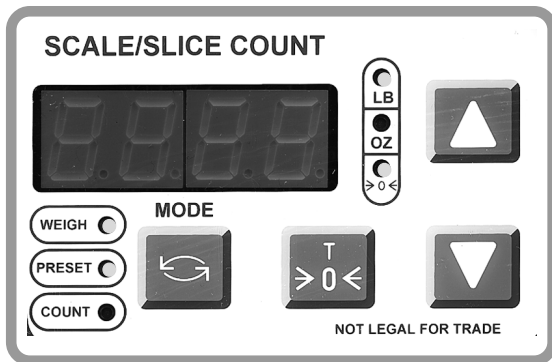 SCALE/SLICE COUNT
LB
OZ
>0<
MODE
WEIGH
PRESET
COUNT
T
>0<
NOT LEGAL FOR TRADE